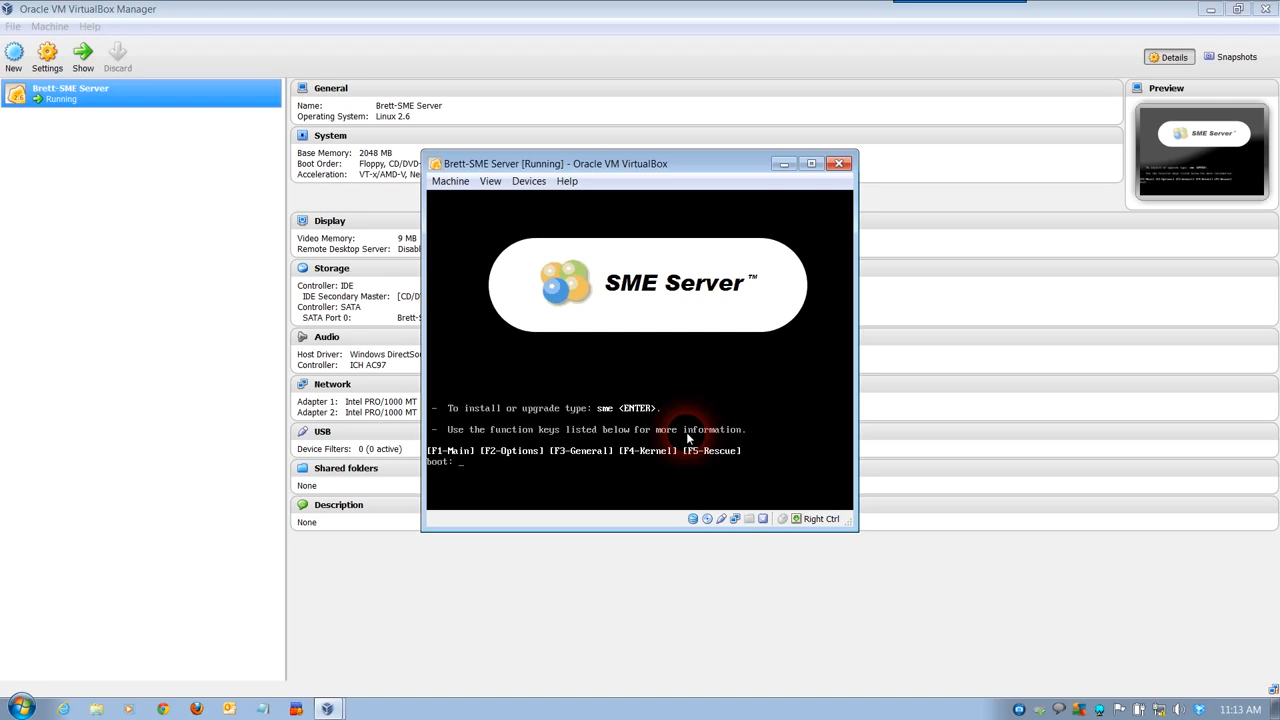 Oracle VM VirtualBox Manager
File Machine Help
New Settings Show Discard
Details Snapshots
Brett-SME Server
Running
General
Name: Brett-SME Server
Operating System: Linux 2.6
System
Base Memory: 2048 MB
Boot Order: Floppy, CD/DVD-
Acceleration: VT-x/AMD-V, Ne
Display
Video Memory: 9 MB
Remote Desktop Server: Disabl
Storage
Controller: IDE
IDE Secondary Master: [CD/D
Controller: SATA
SATA Port 0: Brett-S
Audio
Host Driver: Windows DirectSou
Controller: ICH AC97
Network
Adapter 1: Intel PRO/1000 MT
Adapter 2: Intel PRO/1000 MT
USB
Device Filters: 0 (0 active)
Shared folders
None
Description
None
Preview
SME Server™
Brett-SME Server [Running] - Oracle VM VirtualBox
Machine View Devices Help
SME Server™
- To install or upgrade type: sme <ENTER>.
- Use the function keys listed below for more information.
[F1-Main] [F2-Options] [F3-General] [F4-Kernel] [F5-Rescue]
boot: _
Right Ctrl
11:13 AM